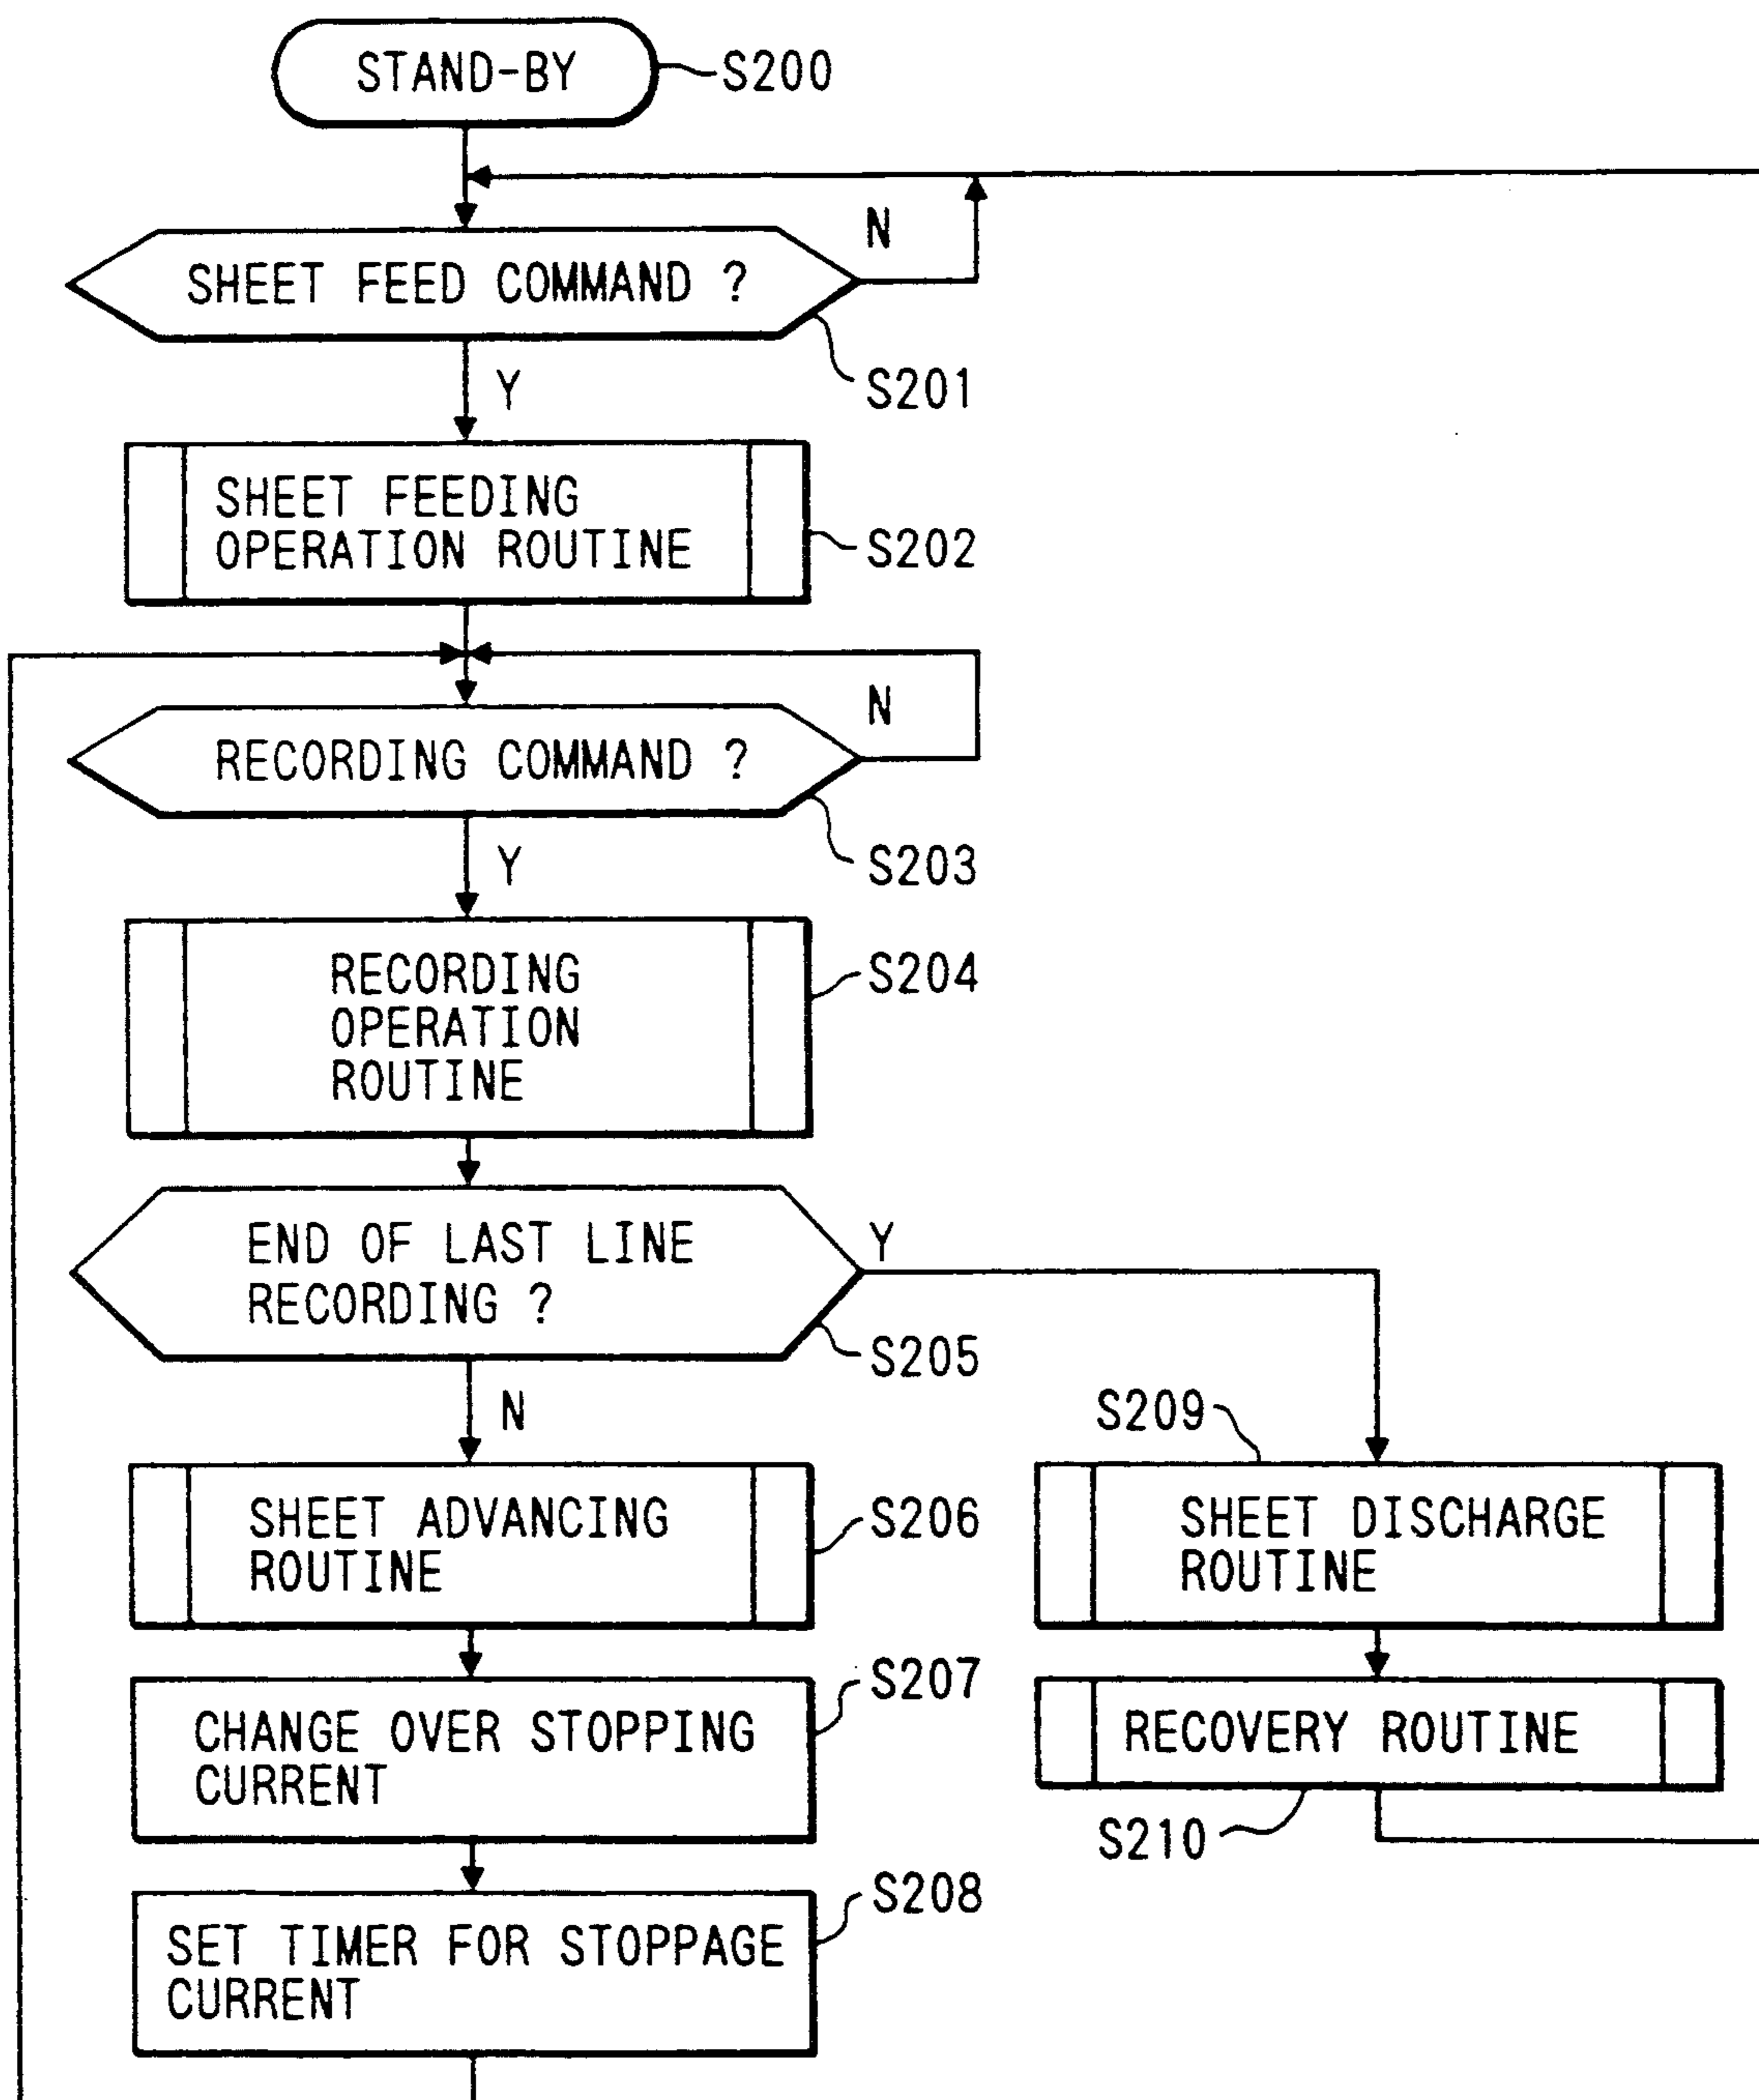 STAND-BY
S200
N
SHEET FEED COMMAND ?
S201
Y
SHEET FEEDING
OPERATION ROUTINE
S202
N
RECORDING COMMAND ?
S203
Y
RECORDING
OPERATION
ROUTINE
S204
END OF LAST LINE
RECORDING ?
Y
S205
N
SHEET ADVANCING
ROUTINE
S206
S209
SHEET DISCHARGE
ROUTINE
CHANGE OVER STOPPING
CURRENT
S207
RECOVERY ROUTINE
S210
SET TIMER FOR STOPPAGE
CURRENT
S208